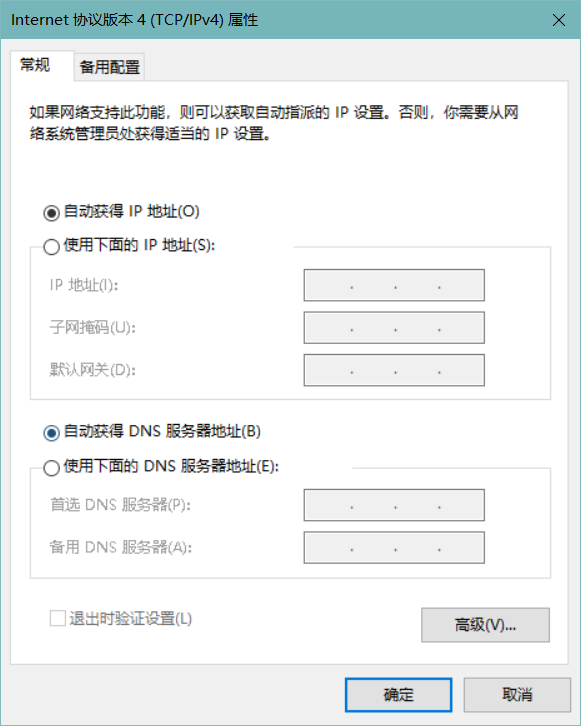 Internet 协议版本 4 (TCP/IPv4) 属性
常规
备用配置
如果网络支持此功能，则可以获取自动指派的 IP 设置。否则，你需要从网
络系统管理员处获得适当的 IP 设置。
自动获得 IP 地址(O)
使用下面的 IP 地址(S):
IP 地址(I):
子网掩码(U):
默认网关(D):
自动获得 DNS 服务器地址(B)
使用下面的 DNS 服务器地址(E):
首选 DNS 服务器(P):
备用 DNS 服务器(A):
退出时验证设置(L)
高级(V)...
确定
取消